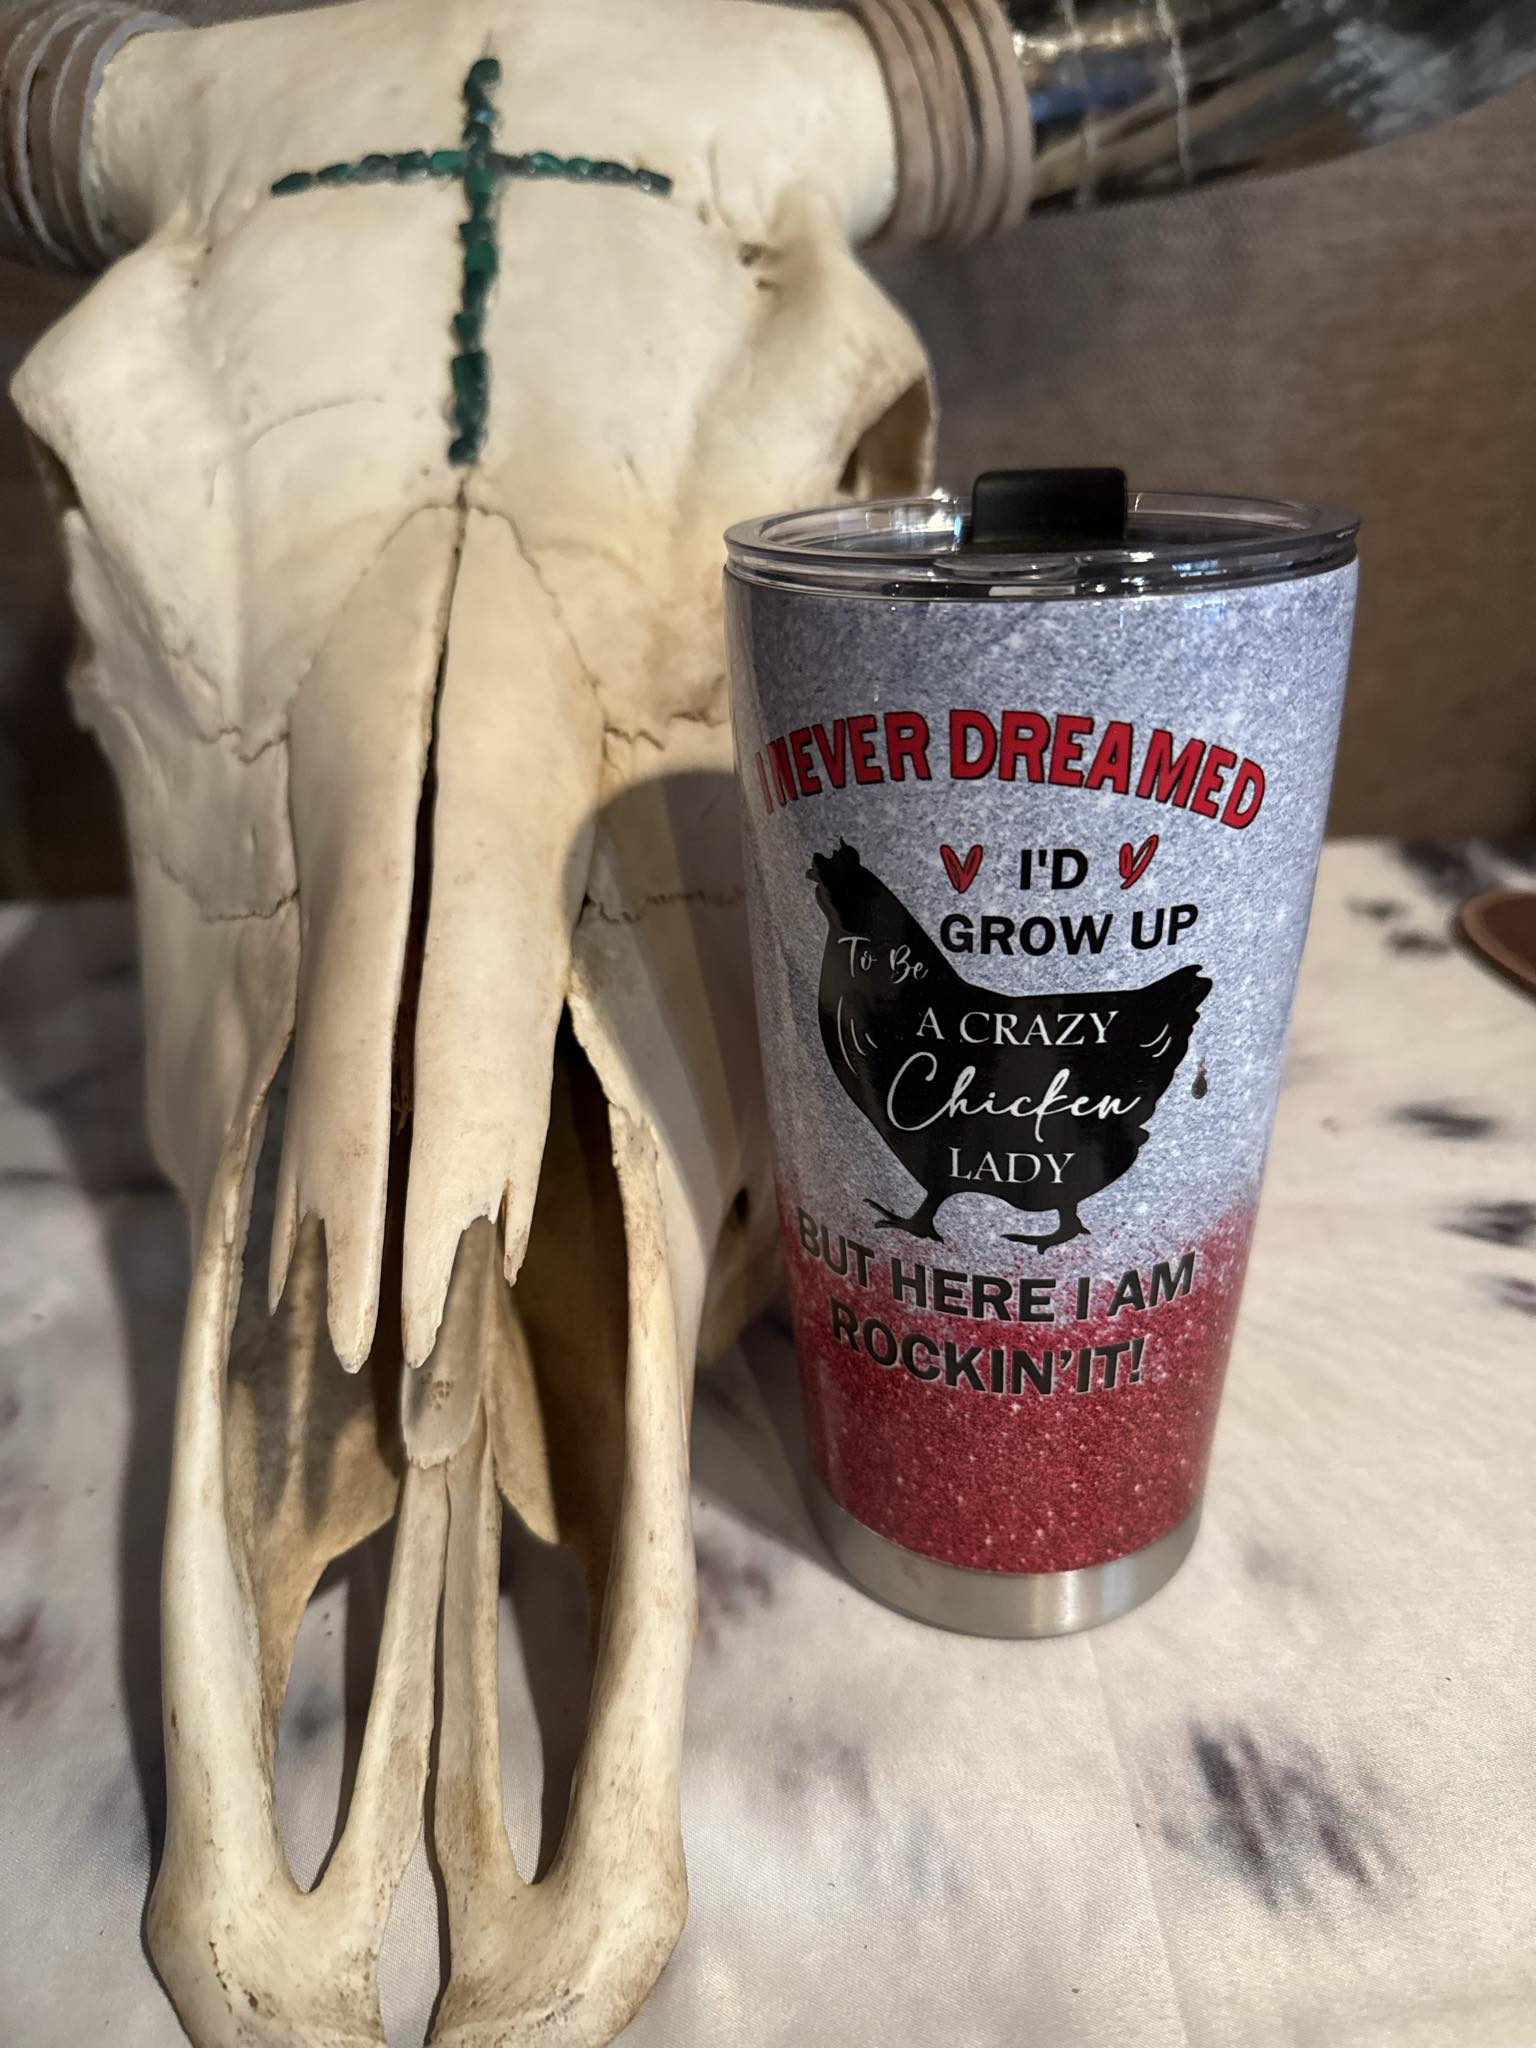 I NEVER DREAMED
I'D
GROW UP
To Be
A CRAZY
Chicken
LADY
BUT HERE I AM
ROCKIN'IT!